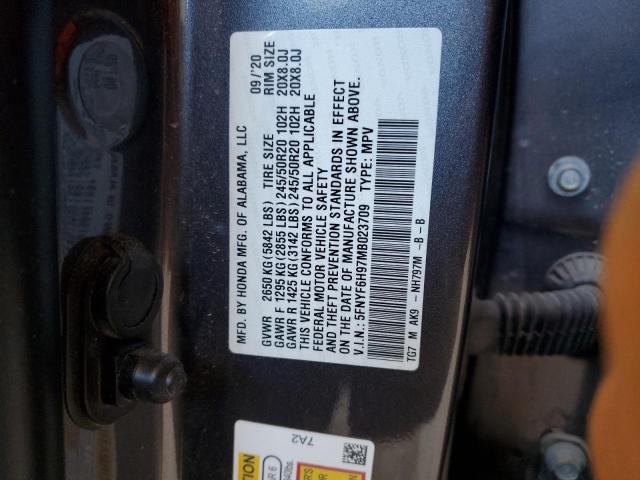 MFD. BY HONDA MFG. OF ALABAMA, LLC 09/'20
GVWR 2650 KG (5842 LBS) TIRE SIZE RIM SIZE
GAWR F 1295 KG (2855 LBS) 245/50R20 102H 20X8.0J
GAWR R 1425 KG (3142 LBS) 245/50R20 102H 20X8.0J
THIS VEHICLE CONFORMS TO ALL APPLICABLE
FEDERAL MOTOR VEHICLE SAFETY
AND THEFT PREVENTION STANDARDS IN EFFECT
ON THE DATE OF MANUFACTURE SHOWN ABOVE.
V.I.N.: 5FNYF6H97MB023709 TYPE: MPV
TG7 M AK9 - NH797M -B-B
7A2